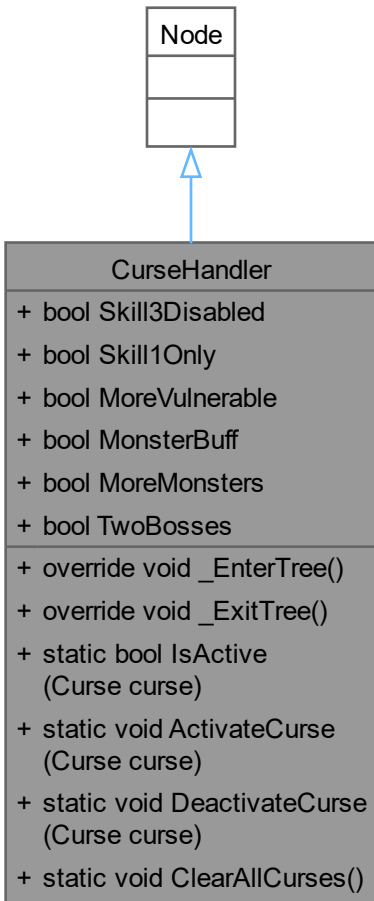 Node
CurseHandler
+ bool Skill3Disabled
+ bool Skill1Only
+ bool MoreVulnerable
+ bool MonsterBuff
+ bool MoreMonsters
+ bool TwoBosses
+ override void _EnterTree()
+ override void _ExitTree()
+ static bool IsActive
(Curse curse)
+ static void ActivateCurse
(Curse curse)
+ static void DeactivateCurse
(Curse curse)
+ static void ClearAllCurses()